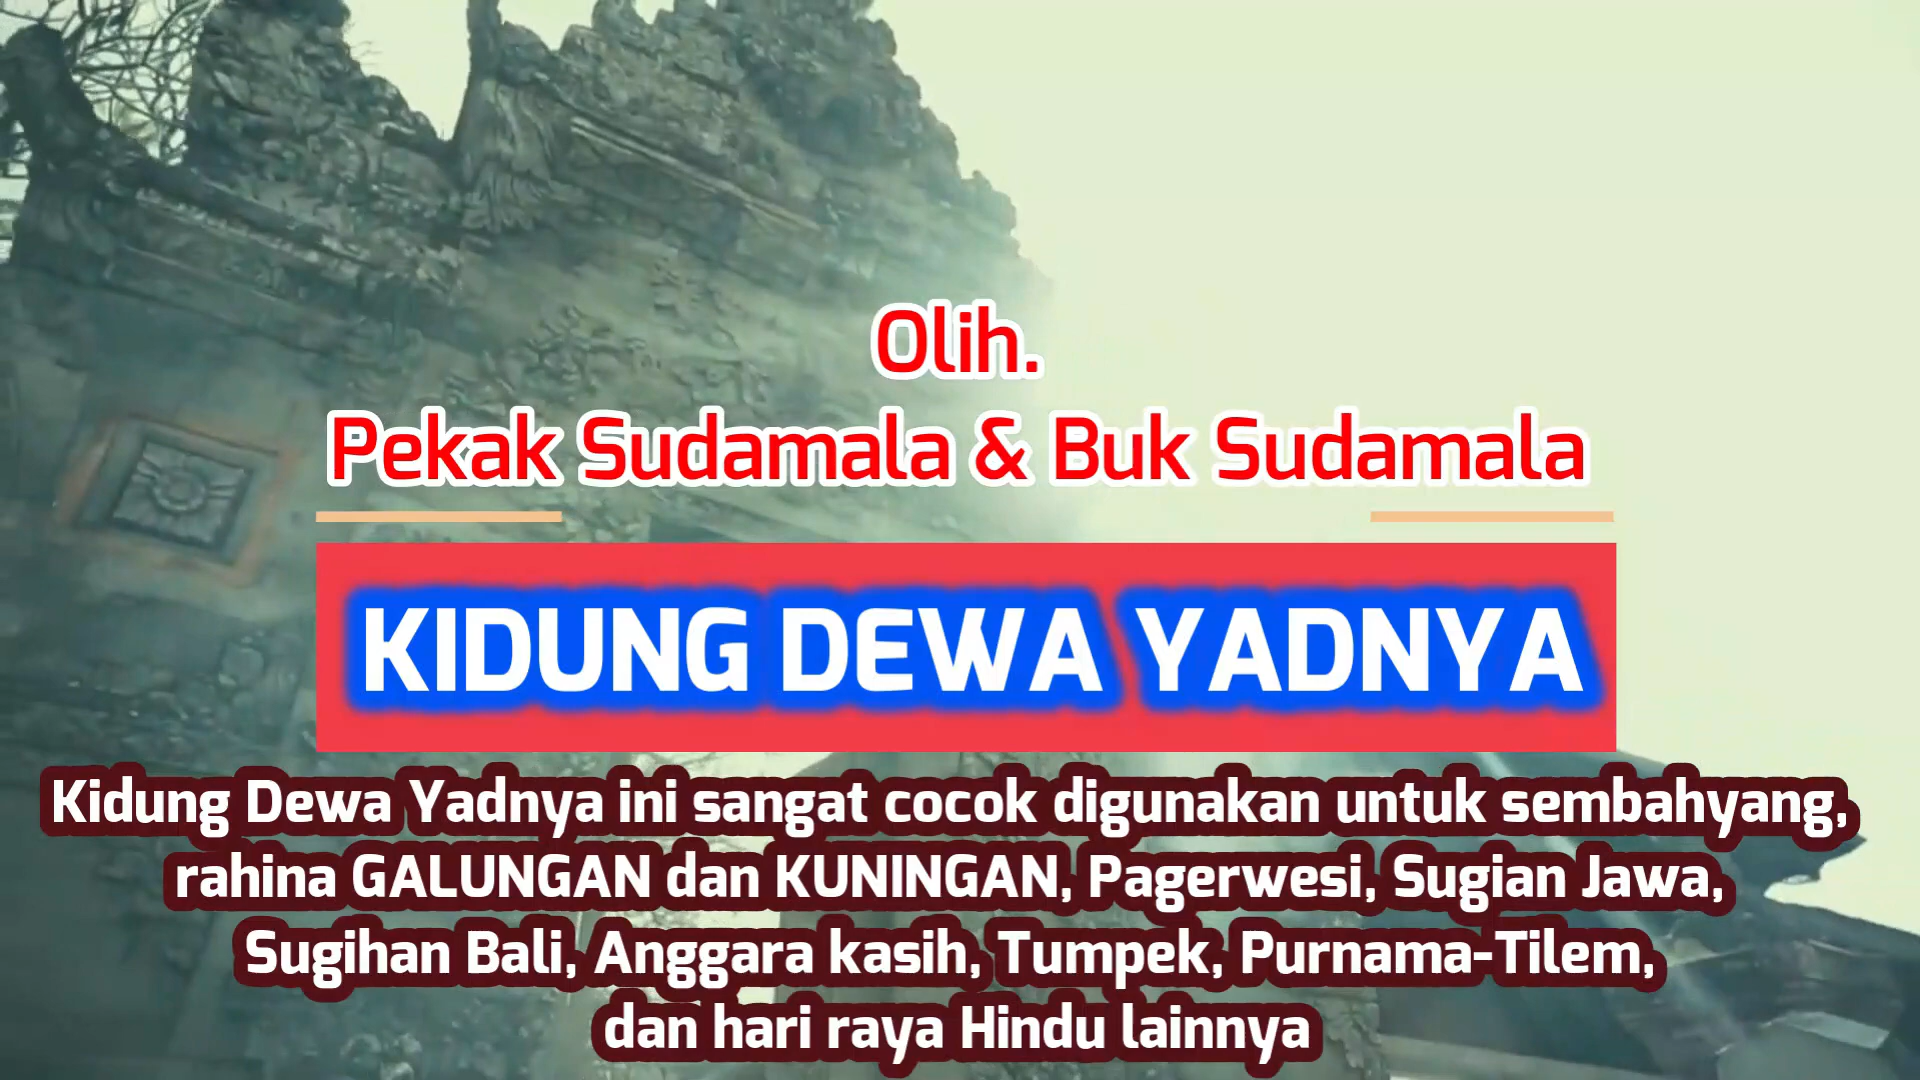 Olih.
Pekak Sudamala & Buk Sudamala
KIDUNG DEWA YADNYA
Kidung Dewa Yadnya ini sangat cocok digunakan untuk sembahyang,
rahina GALUNGAN dan KUNINGAN, Pagerwesi, Sugian Jawa,
Sugihan Bali, Anggara kasih, Tumpek, Purnama-Tilem,
dan hari raya Hindu lainnya